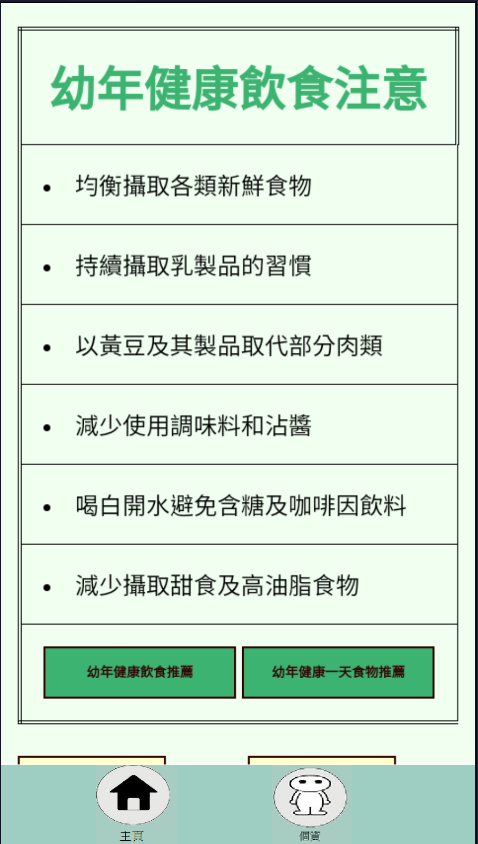 幼年健康飲食注意
均衡攝取各類新鮮食物
持續攝取乳製品的習慣
以黃豆及其製品取代部分肉類
減少使用調味料和沾醬
喝白開水避免含糖及咖啡因飲料
減少攝取甜食及高油脂食物
幼年健康飲食推薦
幼年健康一天食物推薦
主頁
個資